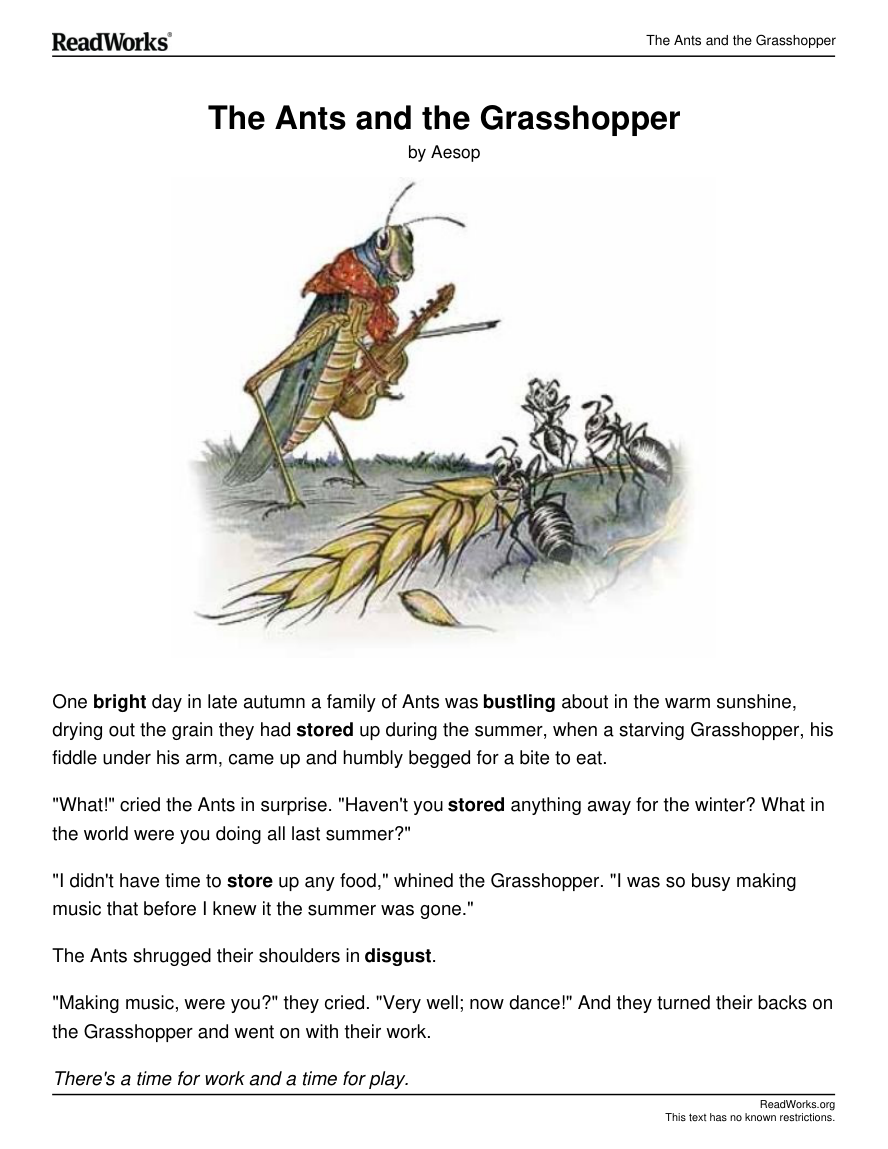 ReadWorks®
The Ants and the Grasshopper
The Ants and the Grasshopper
by Aesop
One bright day in late autumn a family of Ants was bustling about in the warm sunshine,
drying out the grain they had stored up during the summer, when a starving Grasshopper, his
fiddle under his arm, came up and humbly begged for a bite to eat.
"What!" cried the Ants in surprise. "Haven't you stored anything away for the winter? What in
the world were you doing all last summer?"
"I didn't have time to store up any food," whined the Grasshopper. "I was so busy making
music that before I knew it the summer was gone."
The Ants shrugged their shoulders in disgust.
"Making music, were you?" they cried. "Very well; now dance!" And they turned their backs on
the Grasshopper and went on with their work.
There's a time for work and a time for play.
ReadWorks.org
This text has no known restrictions.